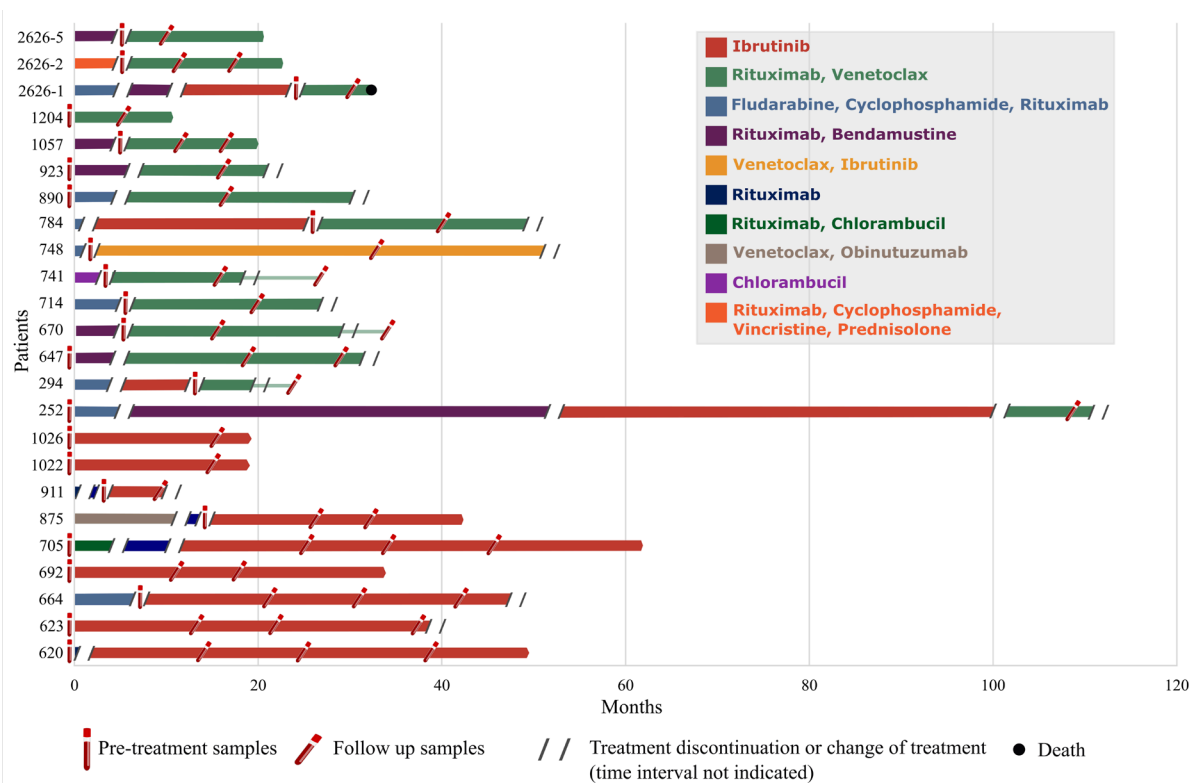 Patients
2626-5
2626-2
2626-1
1204
1057
923
890
784
748
741
714
670
647
294
252
1026
1022
911
875
705
692
664
623
620
Ibrutinib
Rituximab, Venetoclax
Fludarabine, Cyclophosphamide, Rituximab
Rituximab, Bendamustine
Venetoclax, Ibrutinib
Rituximab
Rituximab, Chlorambucil
Venetoclax, Obinutuzumab
Chlorambucil
Rituximab, Cyclophosphamide,
Vincristine, Prednisolone
0 20 40 60 80 100 120
Months
Pre-treatment samples
Follow up samples
Treatment discontinuation or change of treatment
(time interval not indicated)
Death